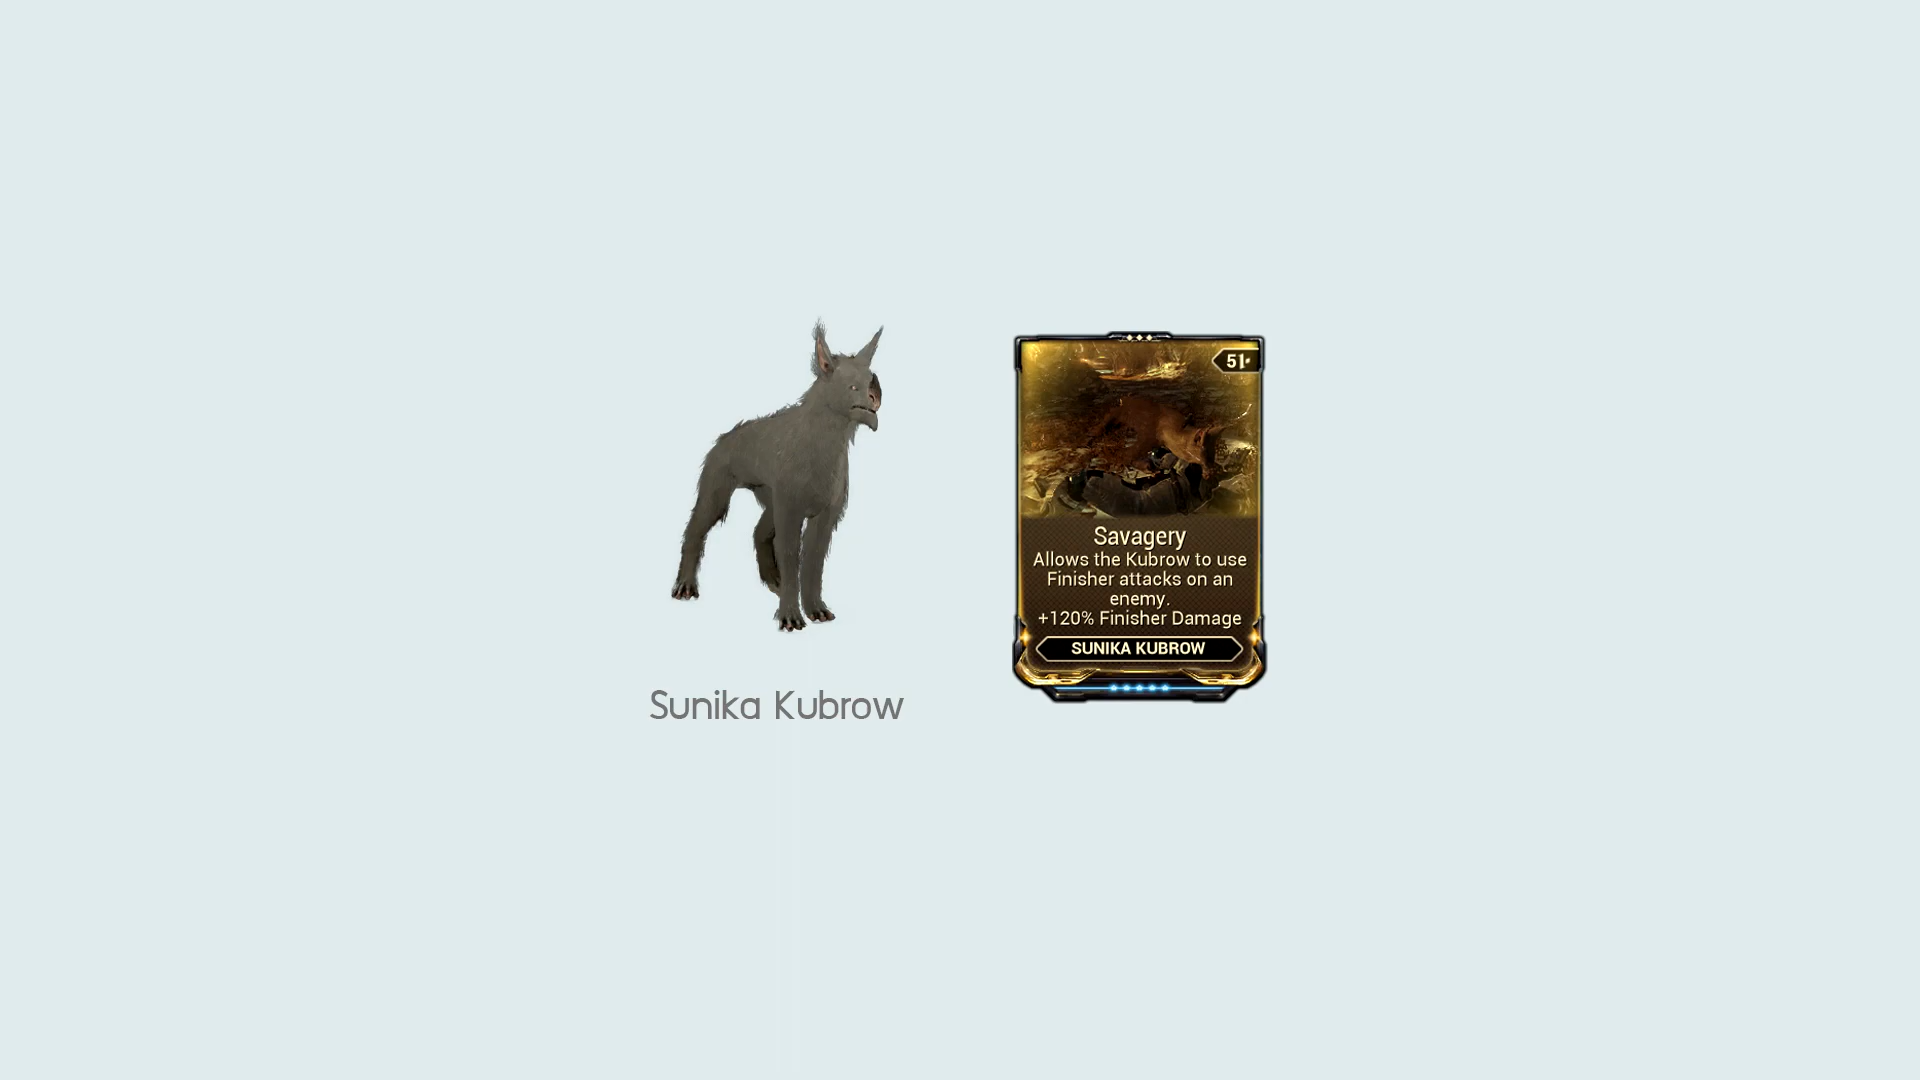 51
Savagery
Allows the Kubrow to use
Finisher attacks on an
enemy.
+120% Finisher Damage
SUNIKA KUBROW
Sunika Kubrow